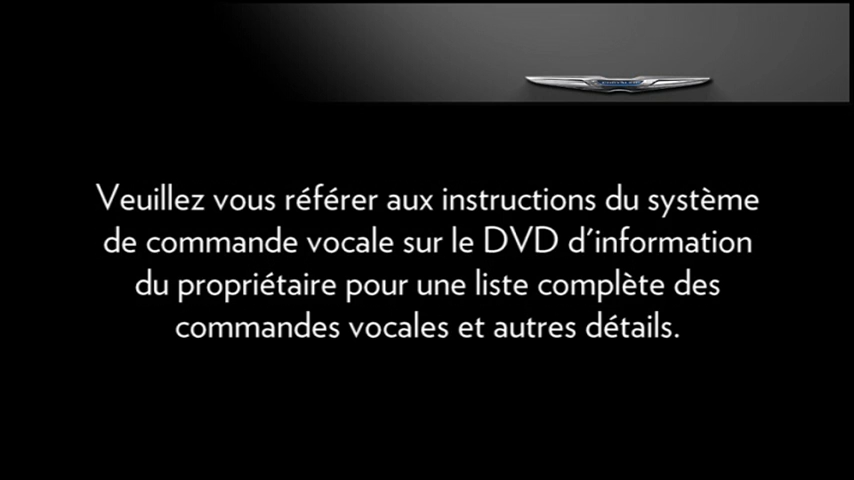 Veuillez vous référer aux instructions du système
de commande vocale sur le DVD d'information
du propriétaire pour une liste complète des
commandes vocales et autres détails.